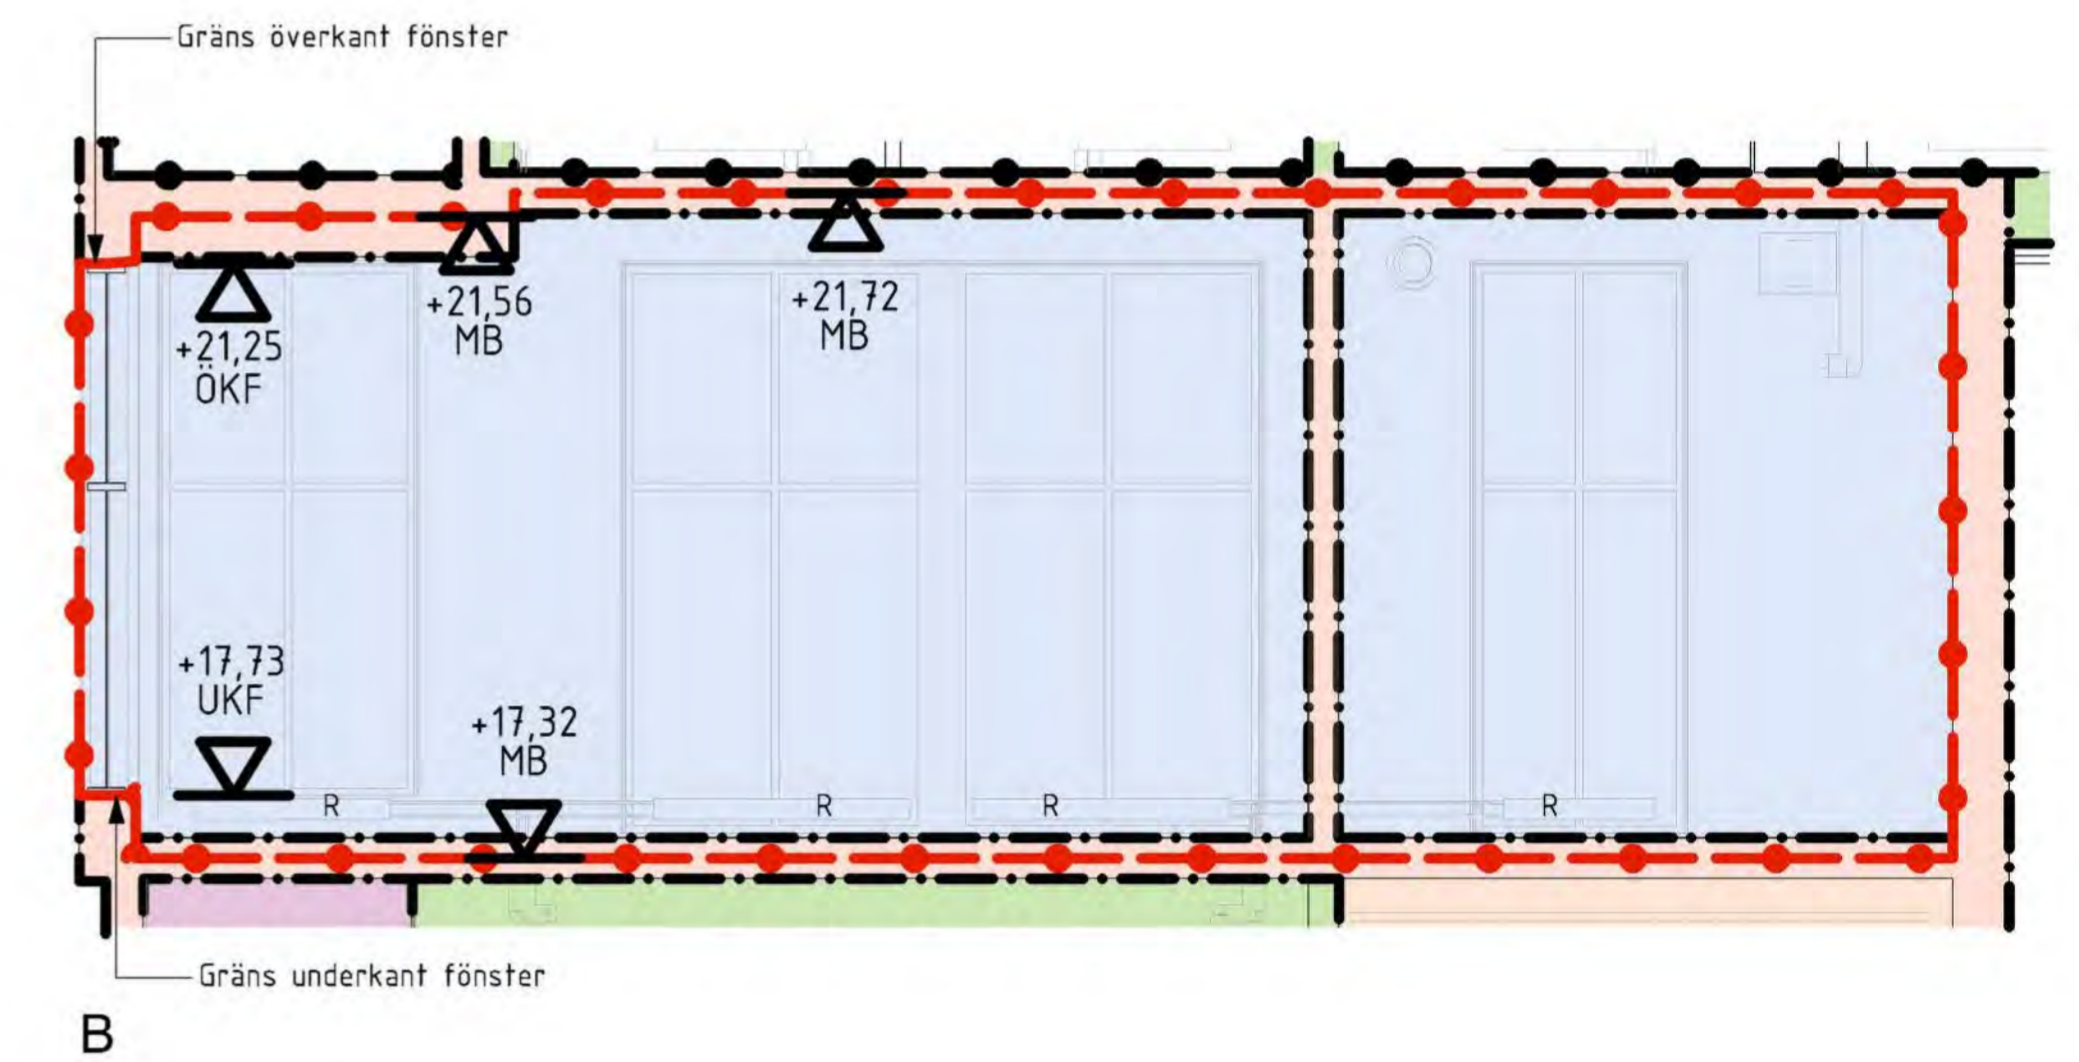 Gräns överkant fönster
+21,25
ÖKF
+21,56
MB
+21,72
MB
+17,73
UKF
+17,32
MB
R
R
R
R
Gräns underkant fönster
B